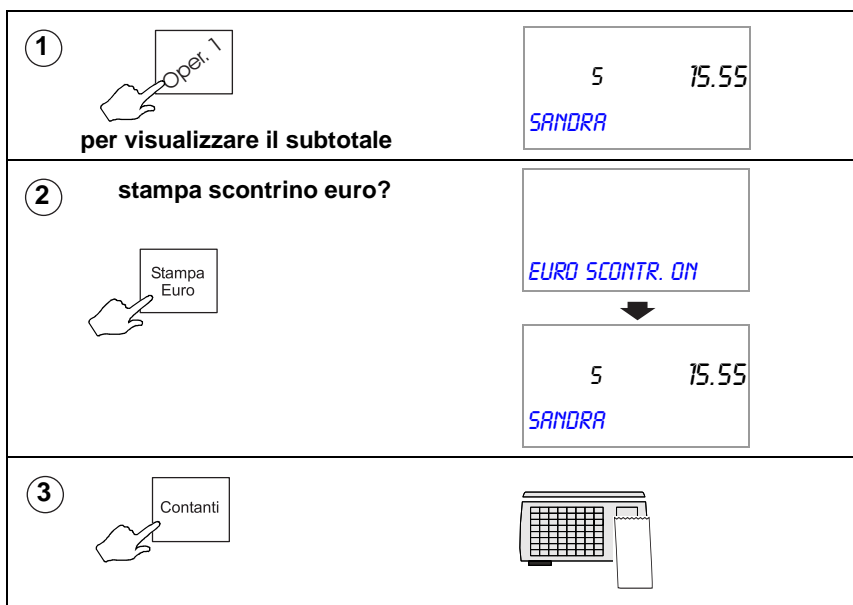 1
Oper. 1
per visualizzare il subtotale
5 15.55
SANDRA
2
stampa scontrino euro?
Stampa
Euro
EURO SCONTR. ON
5 15.55
SANDRA
3
Contanti